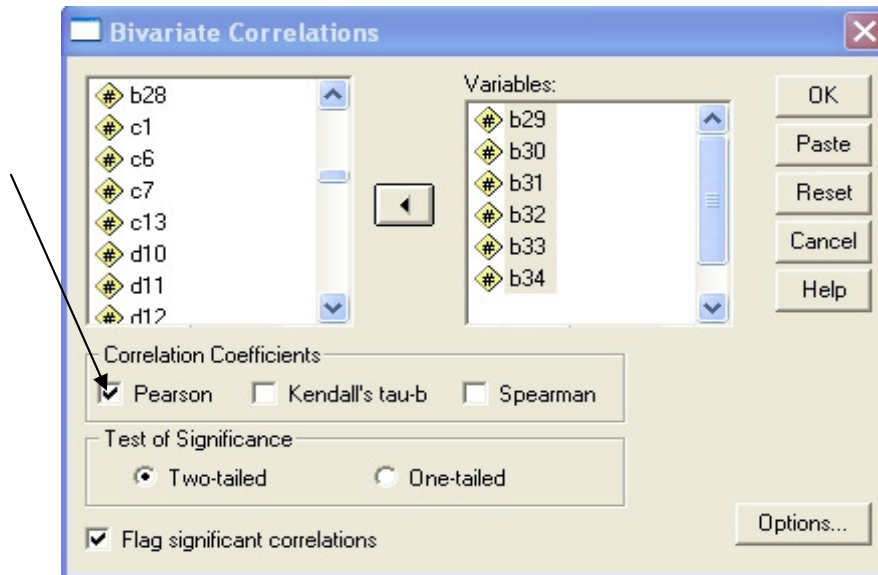 Bivariate Correlations
b28
c1
c6
c7
c13
d10
d11
d12
Variables:
b29
b30
b31
b32
b33
b34
OK
Paste
Reset
Cancel
Help
Correlation Coefficients
Pearson Kendall's tau-b Spearman
Test of Significance
Two-tailed One-tailed
Flag significant correlations
Options...